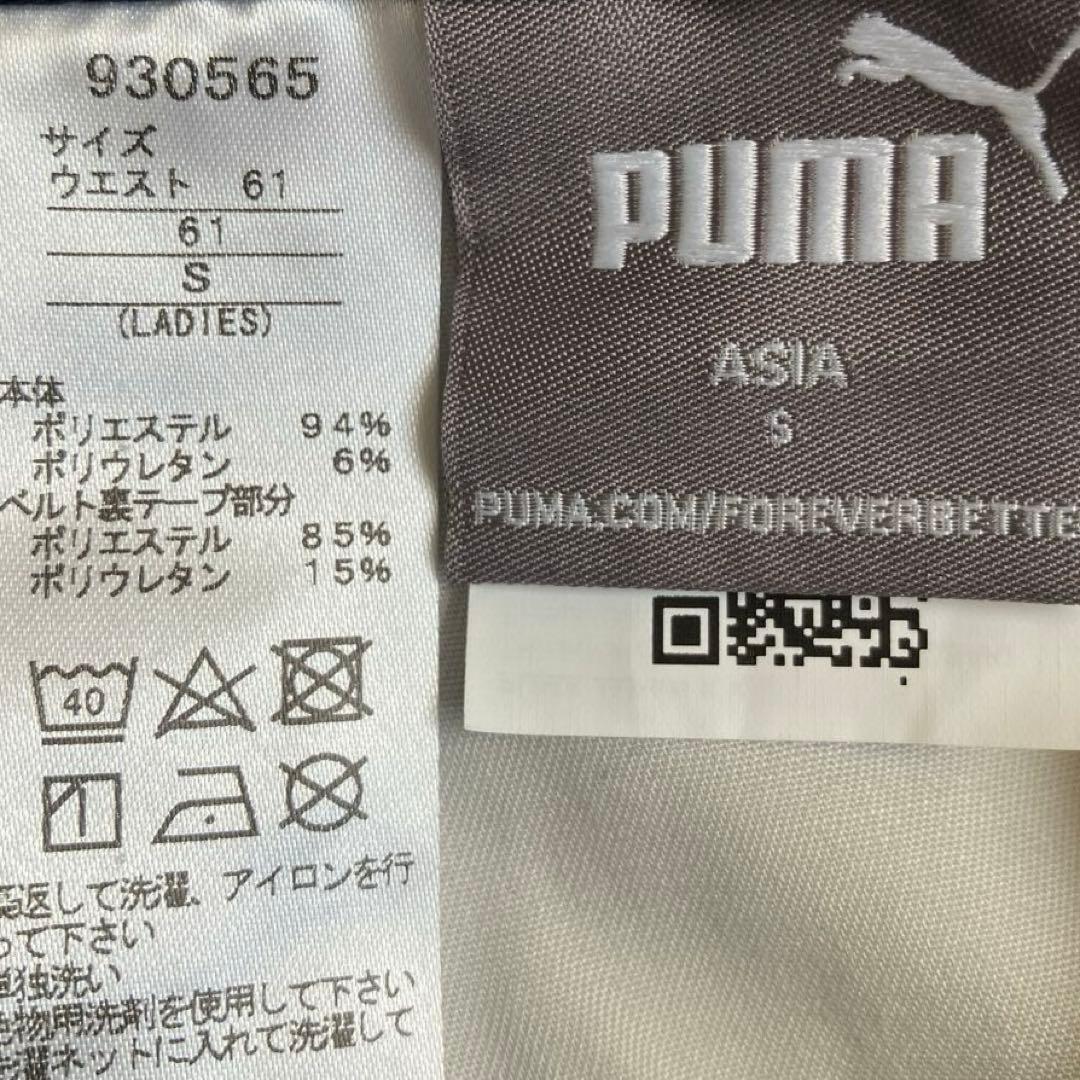 930565
サイズ
ウエスト 61
61
S
(LADIES)
本体
ポリエステル 94%
ポリウレタン 6%
ベルト裏テープ部分
ポリエステル 85%
ポリウレタン 15%
40
返して洗濯、アイロンを行
って下さい
単独洗い
色物用洗剤を使用して下さい
洗濯ネットに入れて洗濯して
PUMA
ASIA
S
PUMA.COM/FOREVERBETTE